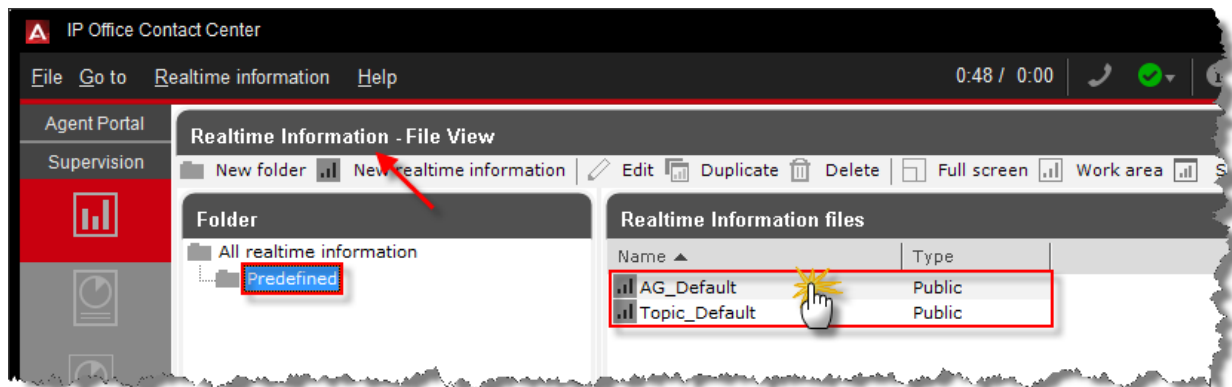 IP Office Contact Center
File Go to Realtime information Help 0:48 / 0:00
Agent Portal
Supervision
Realtime Information - File View
New folder New realtime information Edit Duplicate Delete Full screen Work area
Folder
All realtime information
Predefined
Realtime Information files
Name Type
AG_Default Public
Topic_Default Public